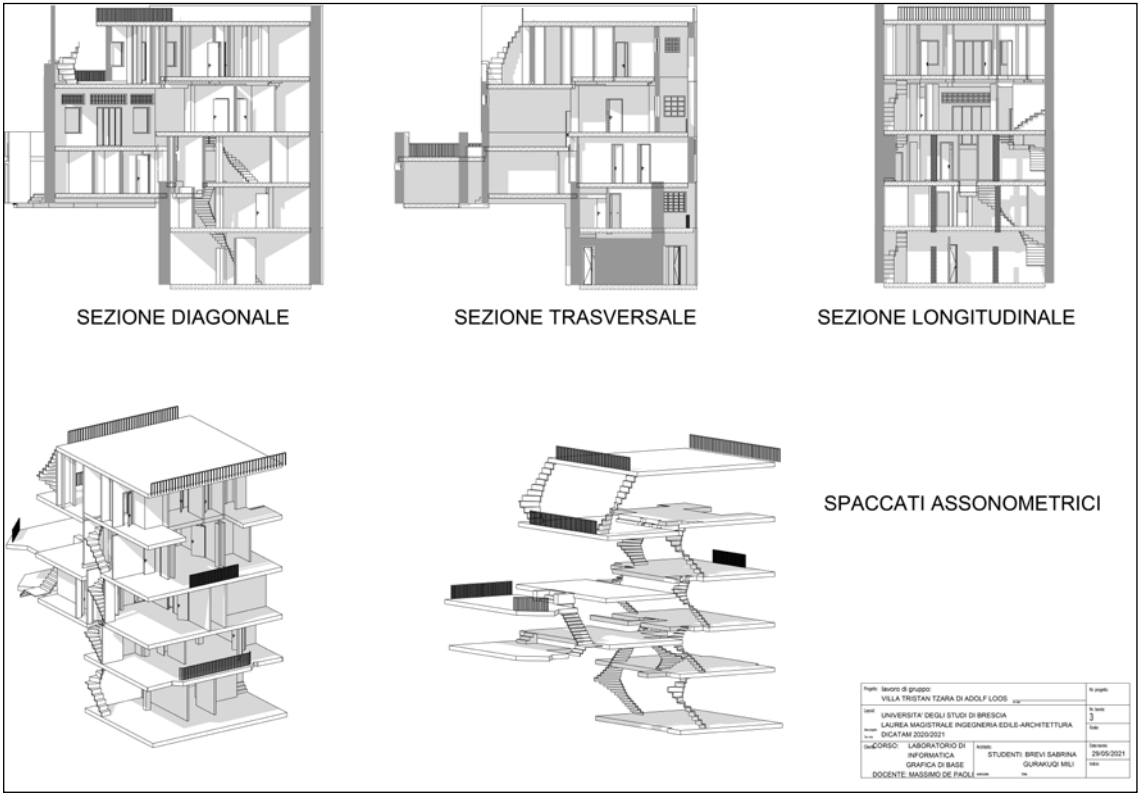 SEZIONE DIAGONALE
SEZIONE TRASVERSALE
SEZIONE LONGITUDINALE
SPACCATI ASSONOMETRICI
lavoro di gruppo:
VILLA TRISTAN TZARA DI ADOLF LOOS
UNIVERSITA' DEGLI STUDI DI BRESCIA
LAUREA MAGISTRALE INGEGNERIA EDILE-ARCHITETTURA
DICATAM 2020/2021
3
CORSO: LABORATORIO DI
INFORMATICA
GRAFICA DI BASE
DOCENTE: MASSIMO DE PAOLI
STUDENTI: BREVI SABRINA
GURAKUQI MILI
29/05/2021